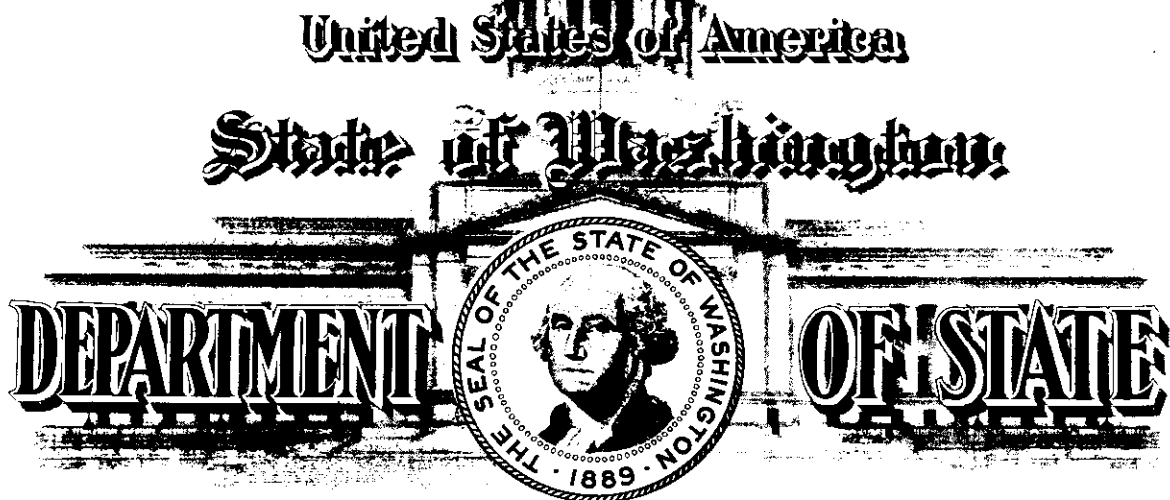 United States of America
State of Washington
DEPARTMENT OF STATE
THE SEAL OF THE STATE OF WASHINGTON
· 1889 ·